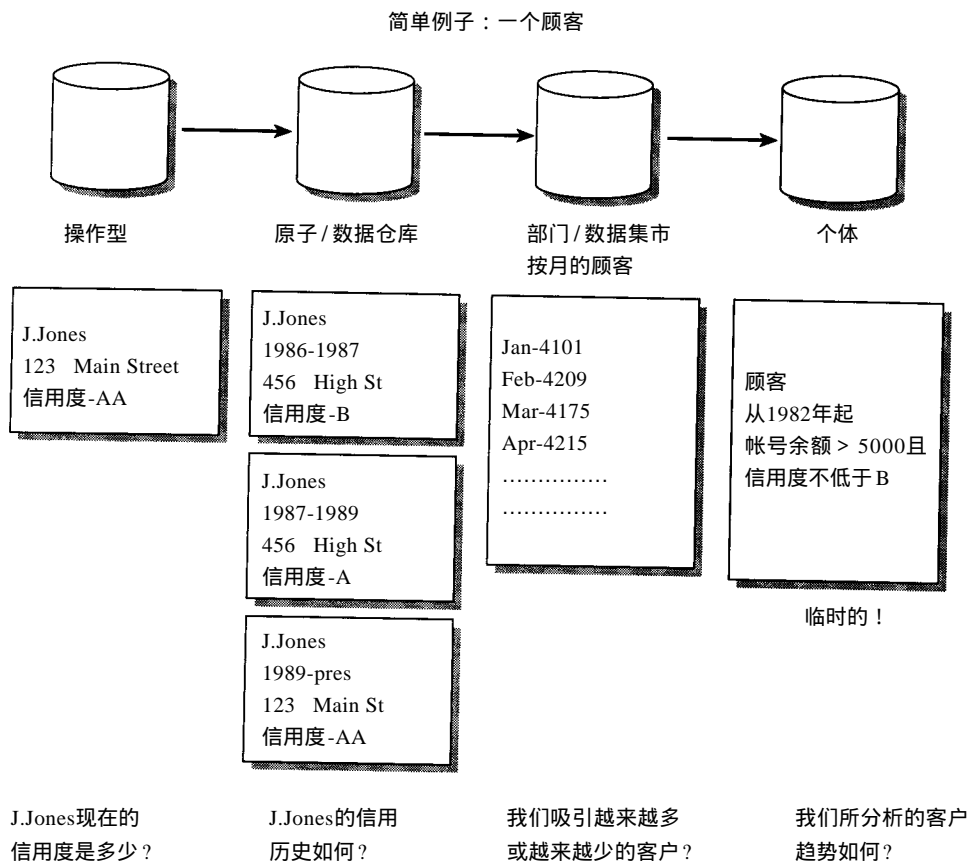 简单例子：一个顾客
操作型
原子/数据仓库
部门/数据集市
按月的顾客
个体
J.Jones
123 Main Street
信用度-AA
J.Jones
1986-1987
456 High St
信用度-B
J.Jones
1987-1989
456 High St
信用度-A
J.Jones
1989-pres
123 Main St
信用度-AA
Jan-4101
Feb-4209
Mar-4175
Apr-4215
……………
……………
顾客
从1982年起
帐号余额 > 5000且
信用度不低于B
临时的！
J.Jones现在的
信用度是多少？
J.Jones的信用
历史如何？
我们吸引越来越多
或越来越少的客户？
我们所分析的客户
趋势如何？